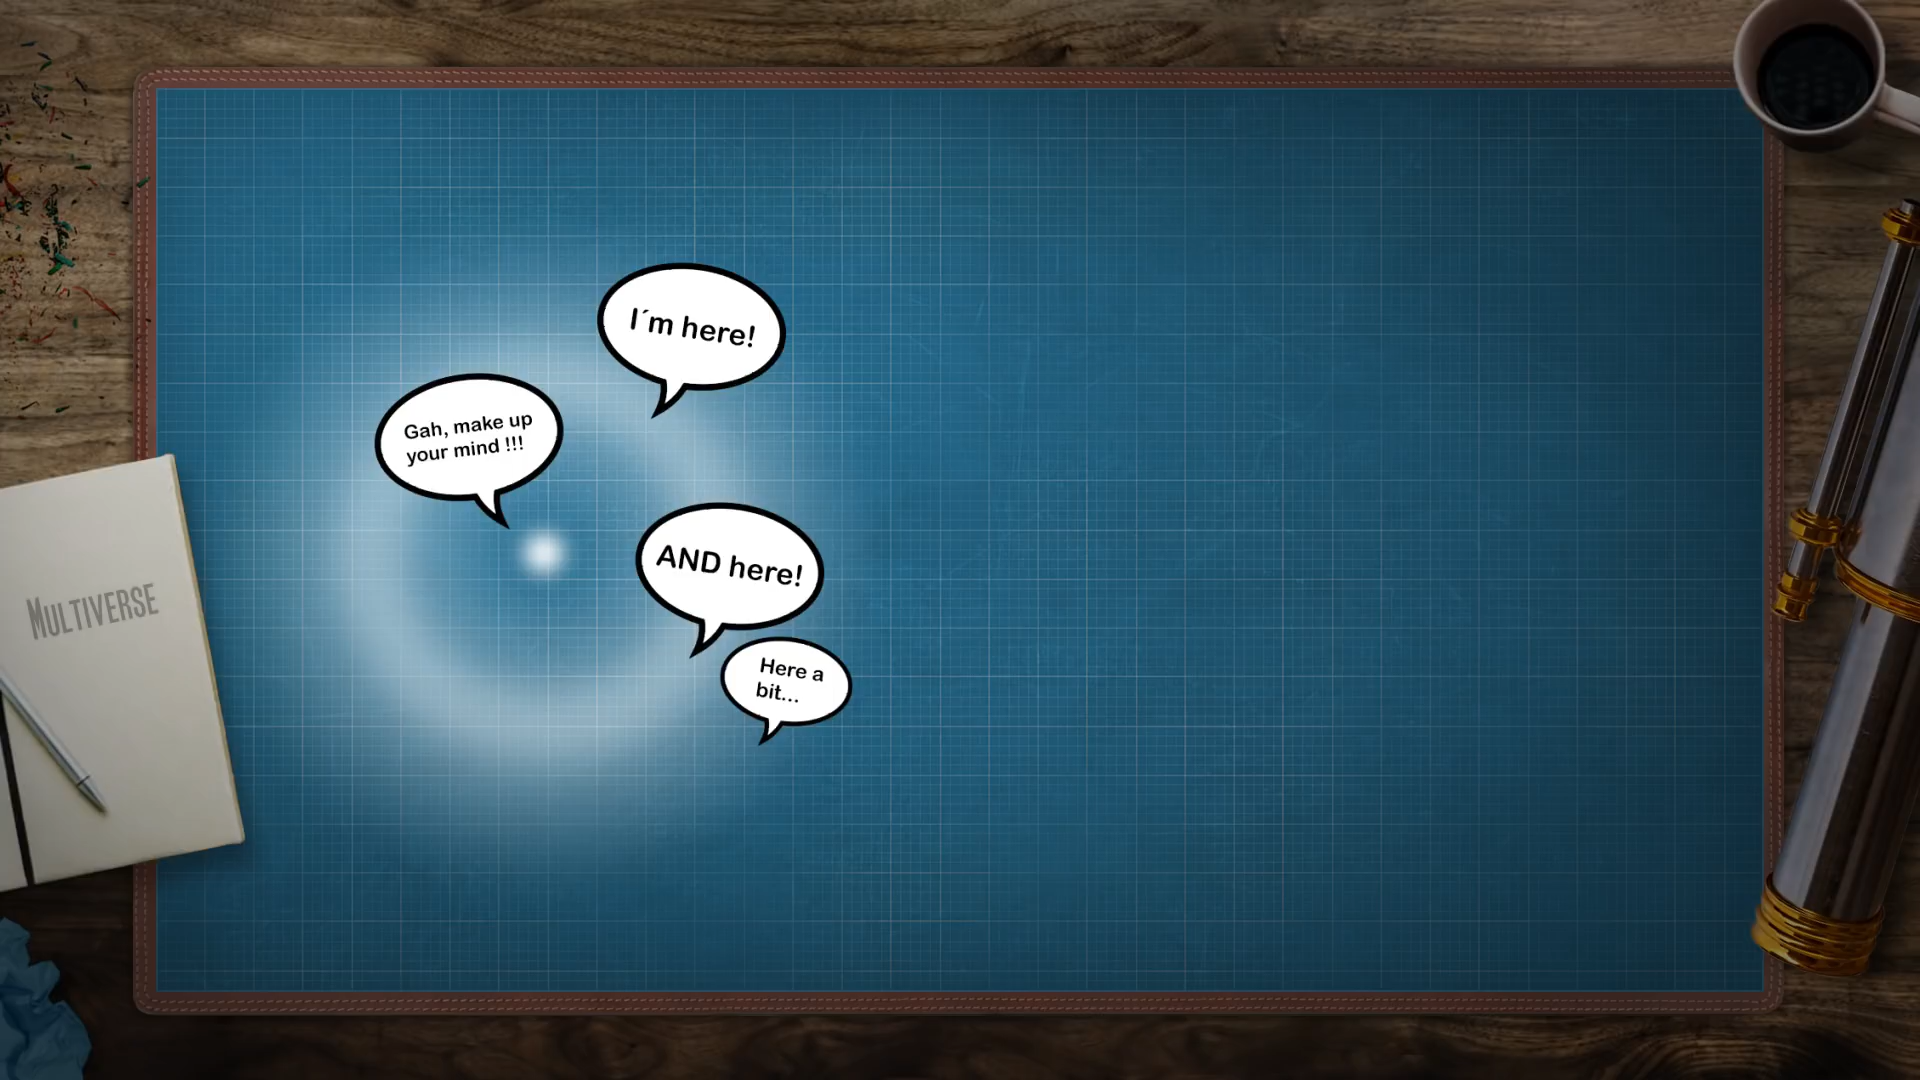 I´m here!
Gah, make up
your mind !!!
AND here!
Here a
bit...
MULTIVERSE